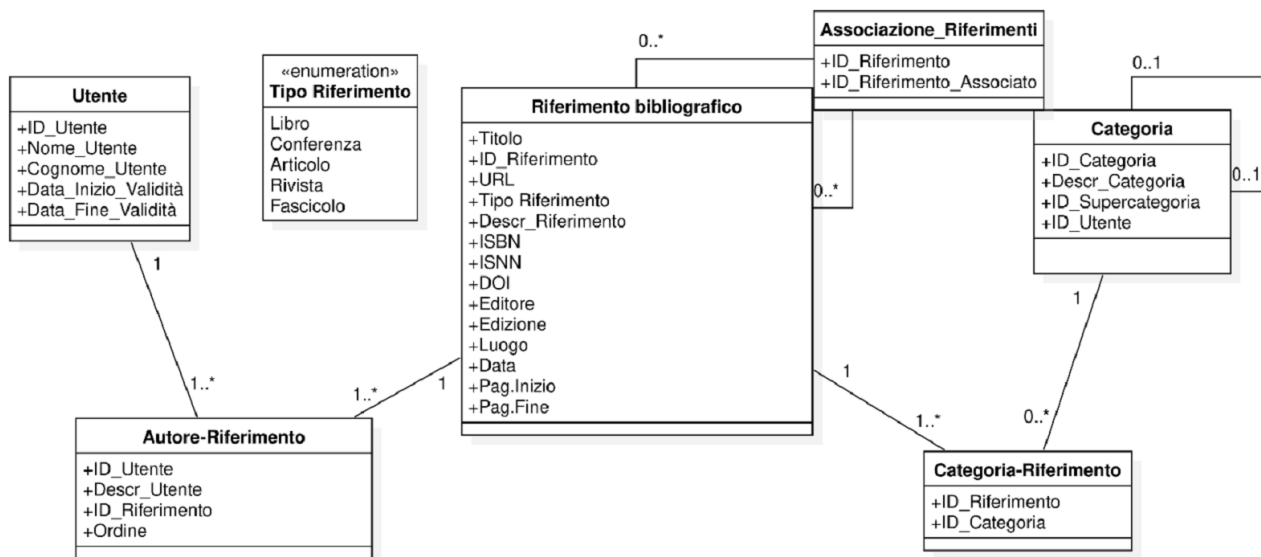 Utente
+ID_Utente
+Nome_Utente
+Cognome_Utente
+Data_Inizio_Validità
+Data_Fine_Validità
1
«enumeration»
Tipo Riferimento
Libro
Conferenza
Articolo
Rivista
Fascicolo
0..*
Riferimento bibliografico
+Titolo
+ID_Riferimento
+URL
+Tipo Riferimento
+Descr_Riferimento
+ISBN
+ISNN
+DOI
+Editore
+Edizione
+Luogo
+Data
+Pag.Inizio
+Pag.Fine
Associazione_Riferimenti
+ID_Riferimento
+ID_Riferimento_Associato
0..*
0..1
Categoria
+ID_Categoria
+Descr_Categoria
+ID_Supercategoria
+ID_Utente
0..1
1
1..*
1..*
1
1
1..*
0..*
Autore-Riferimento
+ID_Utente
+Descr_Utente
+ID_Riferimento
+Ordine
Categoria-Riferimento
+ID_Riferimento
+ID_Categoria